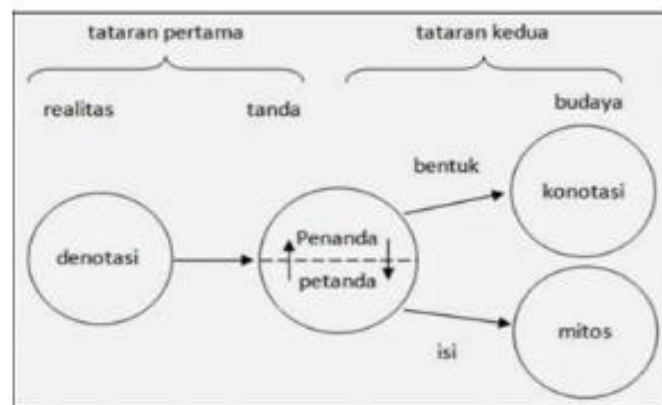 tataran pertama
tataran kedua
realitas
tanda
budaya
bentuk
konotasi
denotasi
Penanda
petanda
mitos
isi